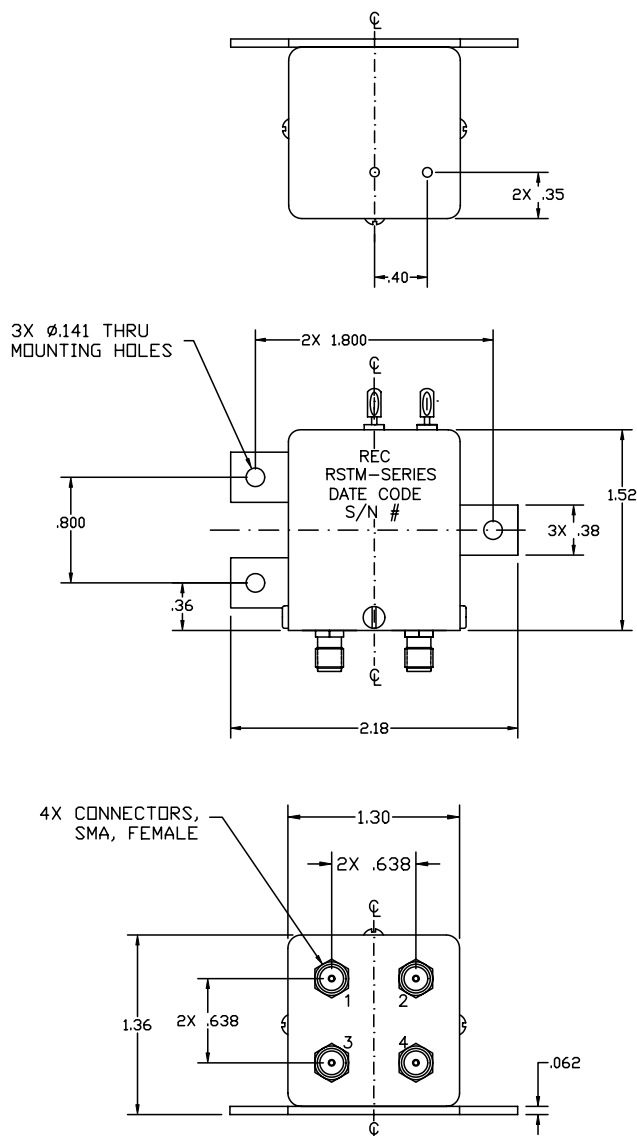 ℄
2X .35
.40
3X Ø.141 THRU
MOUNTING HOLES
2X 1.800
℄
REC
RSTM-SERIES
DATE CODE
S/N #
1.52
.800
3X .38
.36
℄
2.18
4X CONNECTORS,
SMA, FEMALE
1.30
2X .638
℄
1 2
1.36
2X .638
3 4
.062
℄